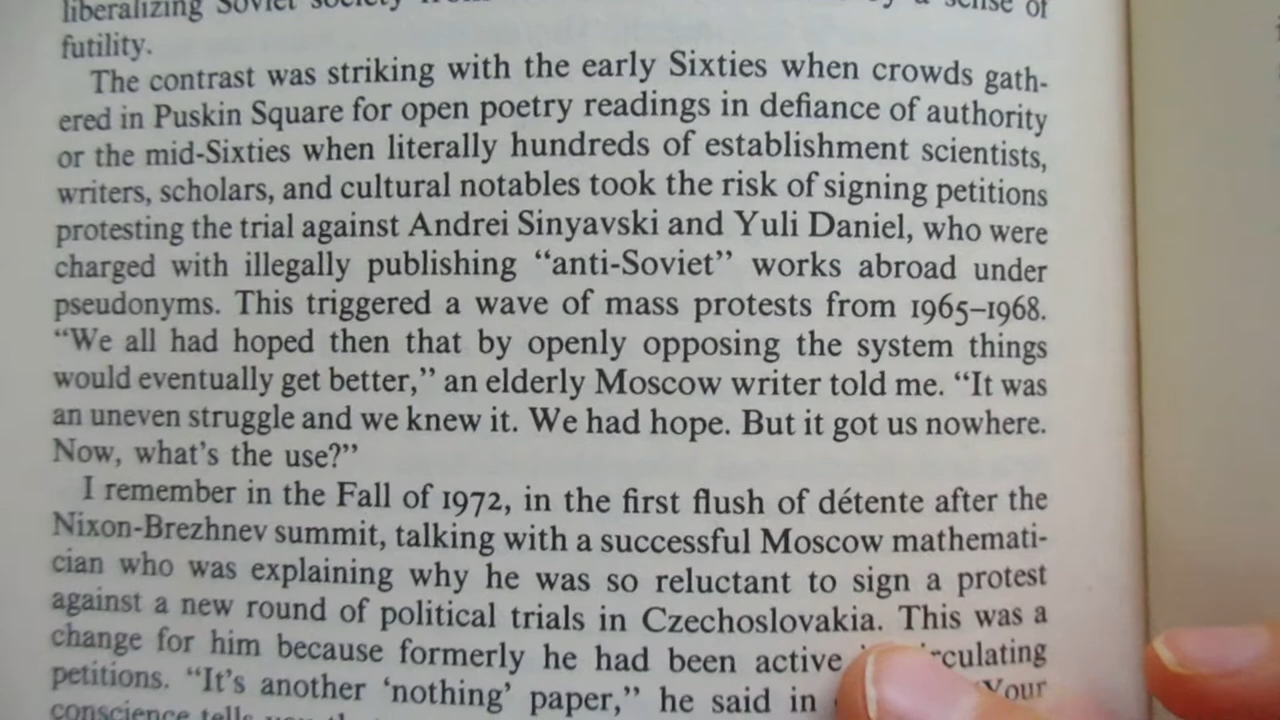 liberalizing Soviet society from by a sense of
futility.
The contrast was striking with the early Sixties when crowds gath-
ered in Puskin Square for open poetry readings in defiance of authority
or the mid-Sixties when literally hundreds of establishment scientists,
writers, scholars, and cultural notables took the risk of signing petitions
protesting the trial against Andrei Sinyavski and Yuli Daniel, who were
charged with illegally publishing “anti-Soviet” works abroad under
pseudonyms. This triggered a wave of mass protests from 1965–1968.
“We all had hoped then that by openly opposing the system things
would eventually get better,” an elderly Moscow writer told me. “It was
an uneven struggle and we knew it. We had hope. But it got us nowhere.
Now, what’s the use?”
I remember in the Fall of 1972, in the first flush of détente after the
Nixon-Brezhnev summit, talking with a successful Moscow mathemati-
cian who was explaining why he was so reluctant to sign a protest
against a new round of political trials in Czechoslovakia. This was a
change for him because formerly he had been active
petitions. “It’s another ‘nothing’ paper,” he said in Your
conscience tells